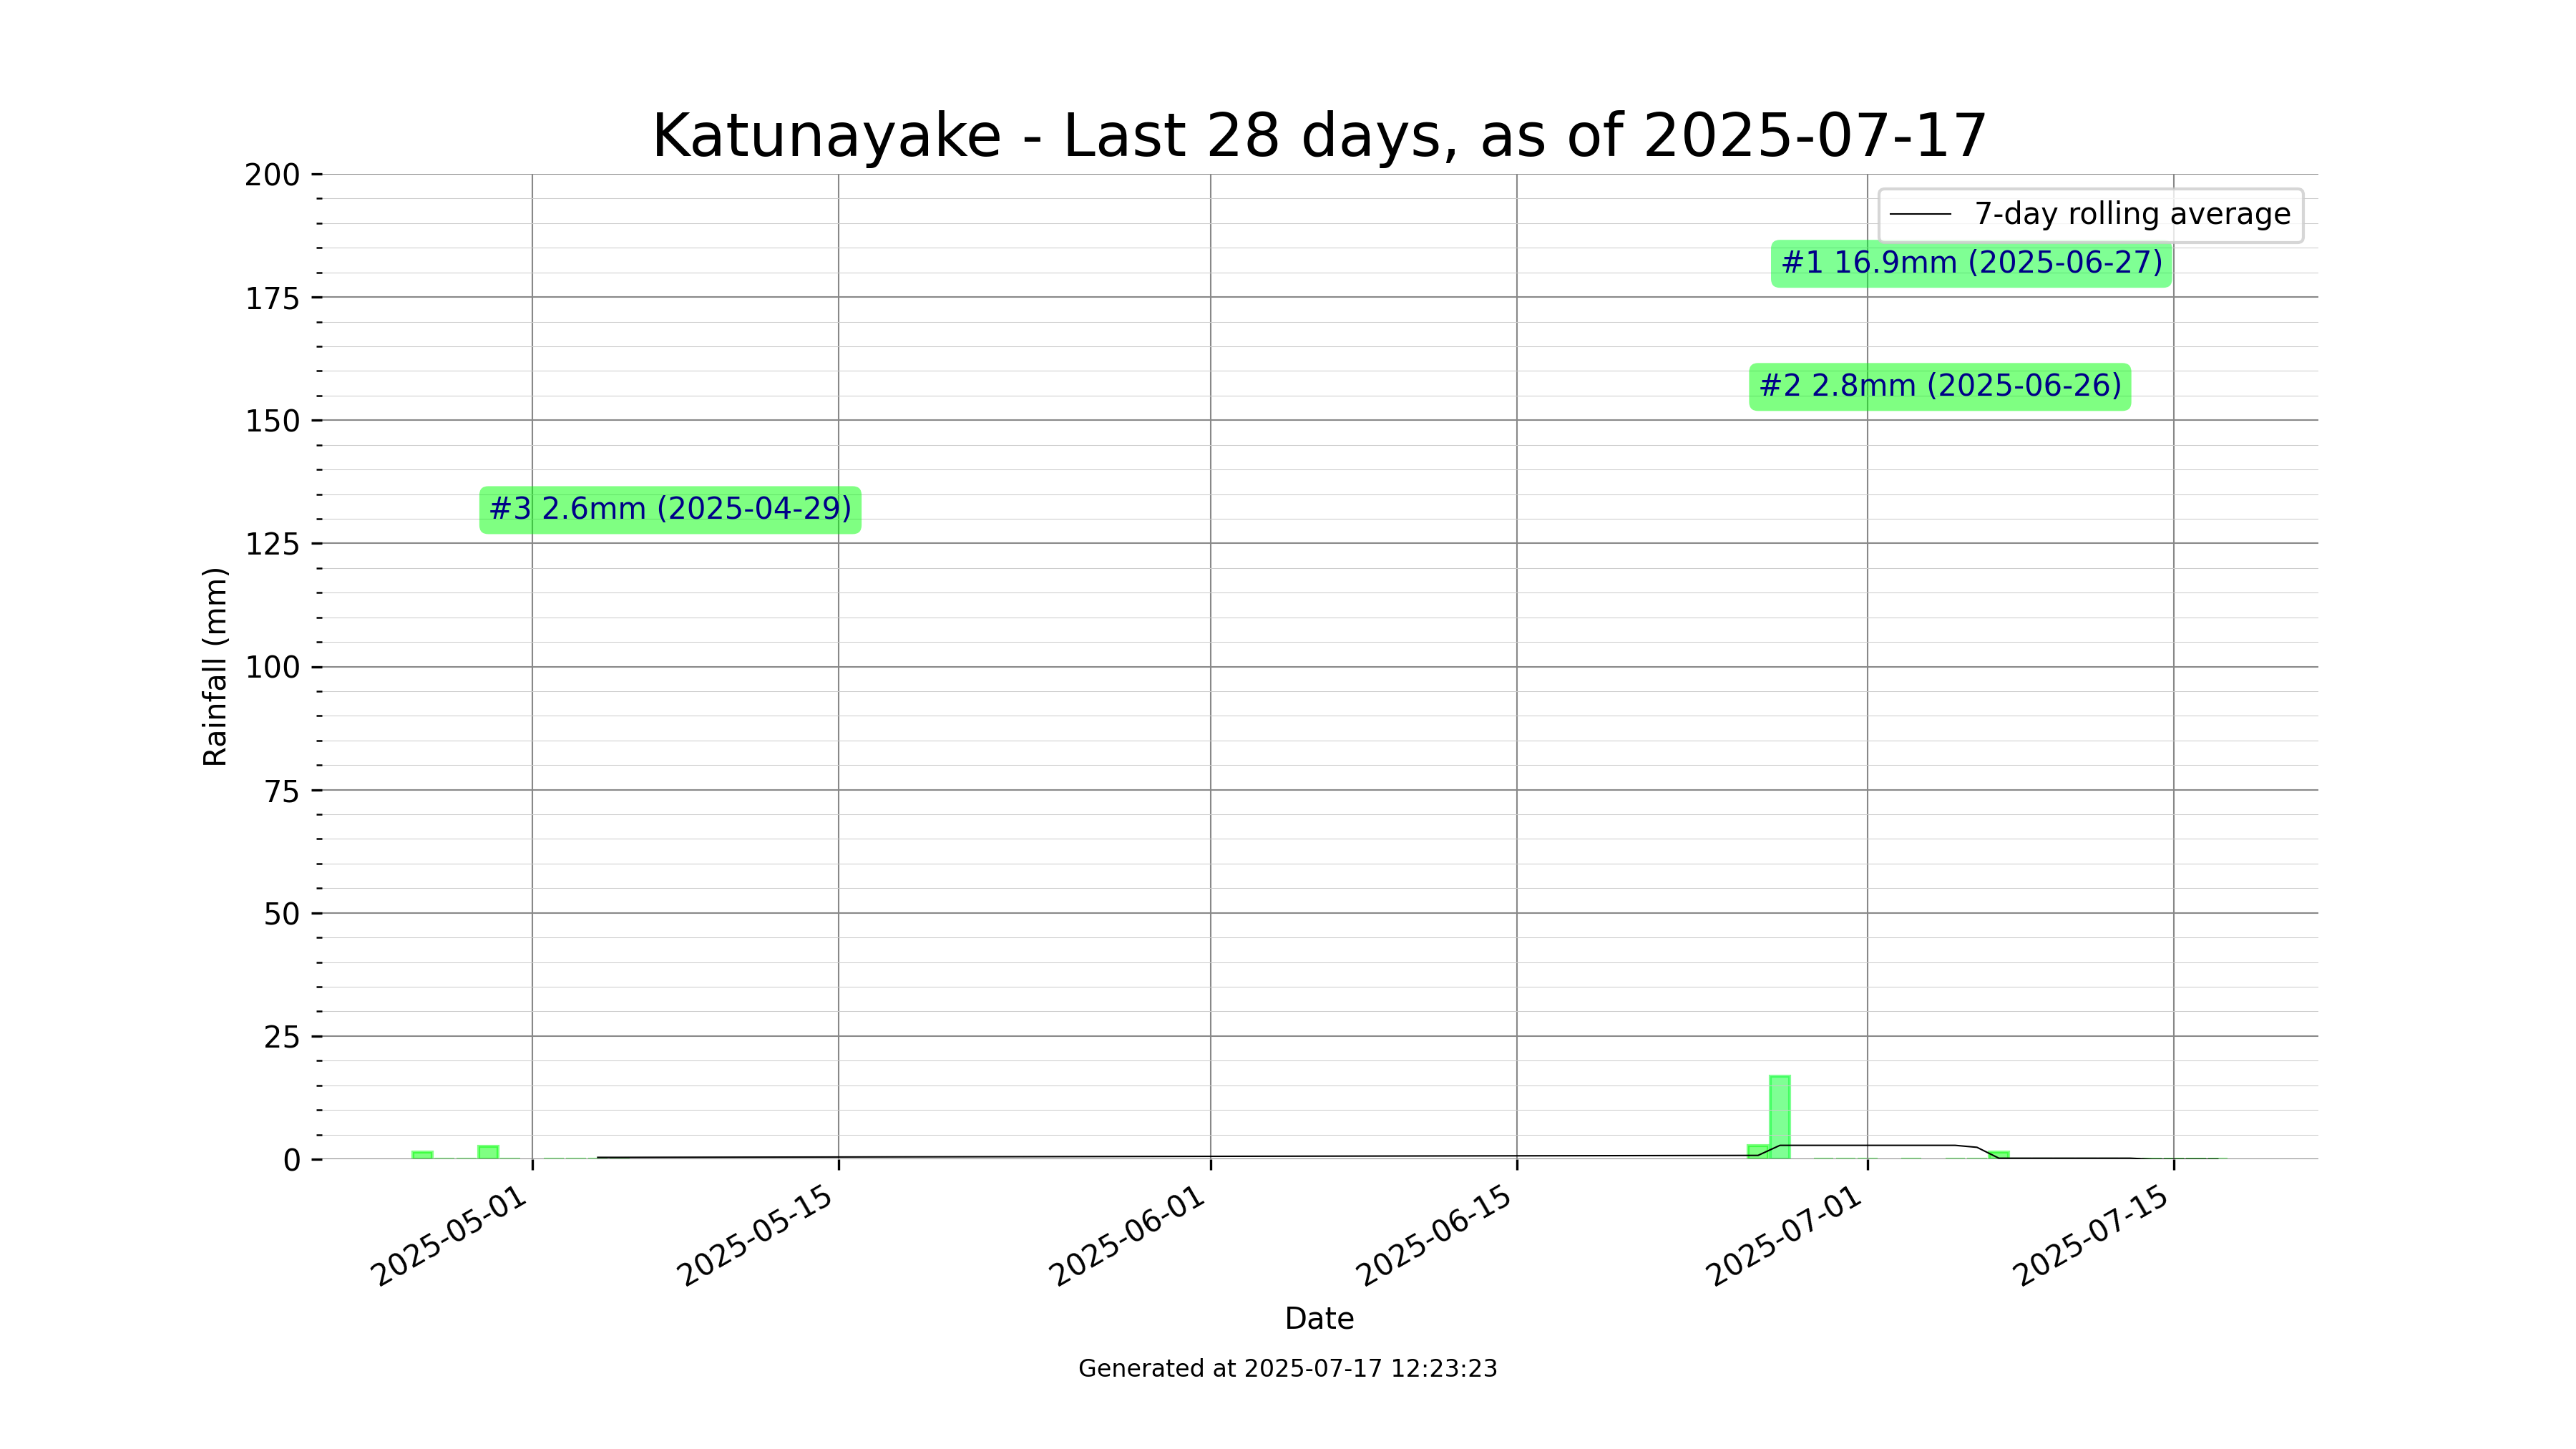 Katunayake - Last 28 days, as of 2025-07-17
200
175
150
125
100
75
50
25
0
Rainfall (mm)
7-day rolling average
#1 16.9mm (2025-06-27)
#2 2.8mm (2025-06-26)
#3 2.6mm (2025-04-29)
2025-05-01
2025-05-15
2025-06-01
2025-06-15
2025-07-01
2025-07-15
Date
Generated at 2025-07-17 12:23:23